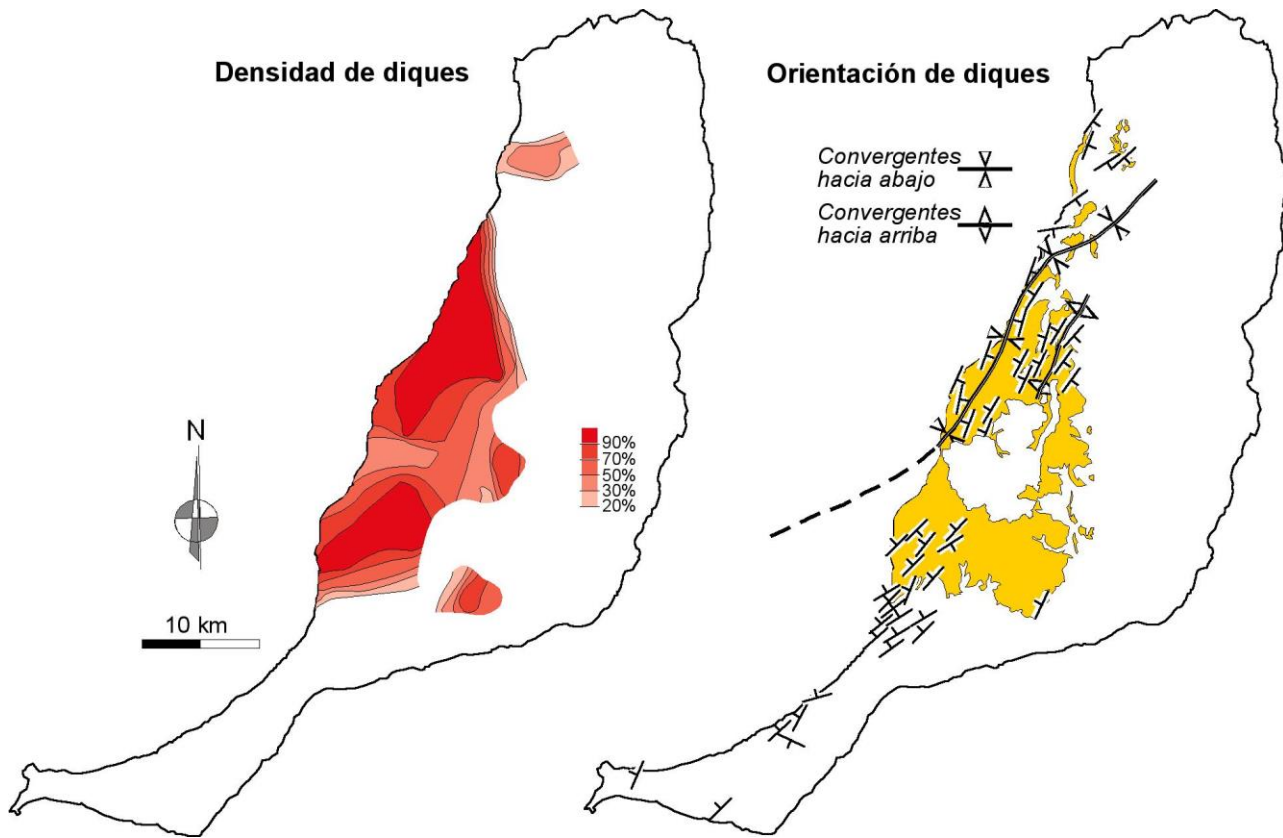 Densidad de diques
Orientación de diques
Convergentes
hacia abajo
Convergentes
hacia arriba
N
90%
70%
50%
30%
20%
10 km